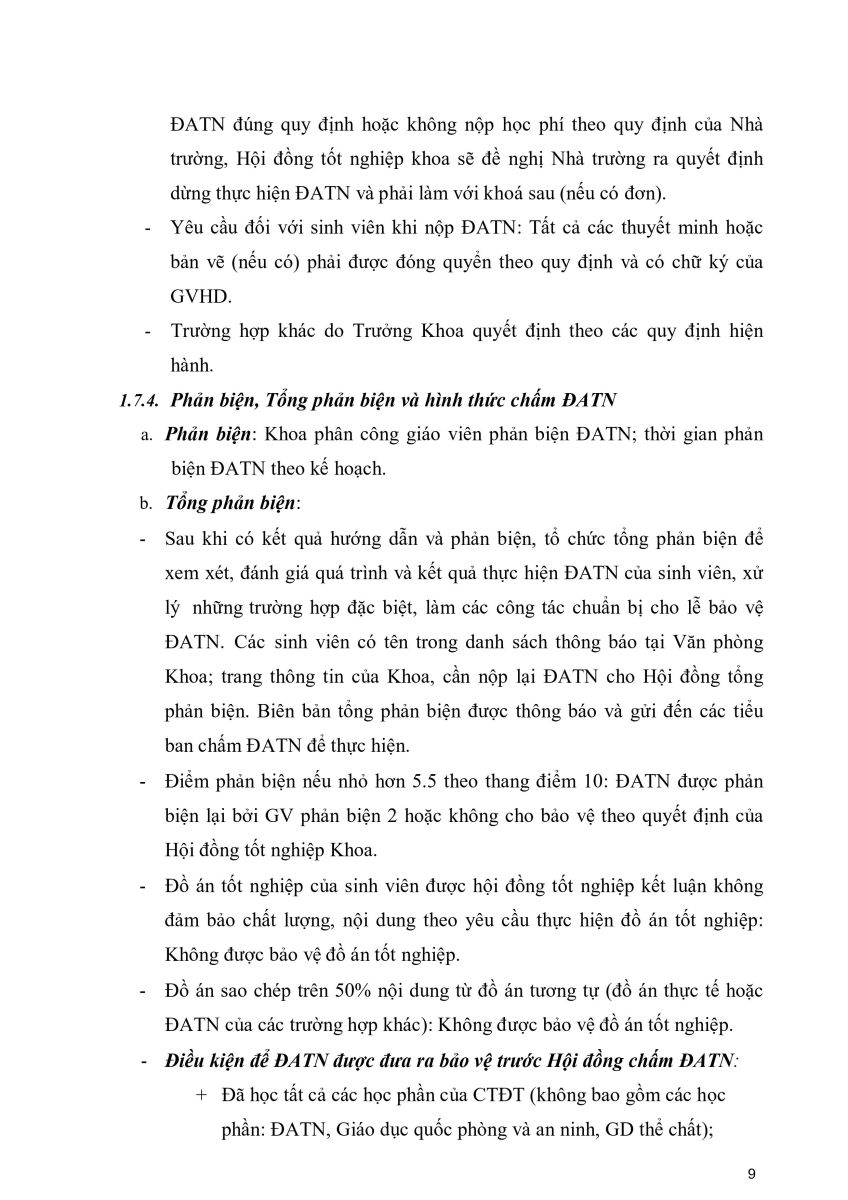 ĐATN đúng quy định hoặc không nộp học phí theo quy định của Nhà
trường, Hội đồng tốt nghiệp khoa sẽ đề nghị Nhà trường ra quyết định
dừng thực hiện ĐATN và phải làm với khoá sau (nếu có đơn).
- Yêu cầu đối với sinh viên khi nộp ĐATN: Tất cả các thuyết minh hoặc
bản vẽ (nếu có) phải được đóng quyển theo quy định và có chữ ký của
GVHD.
- Trường hợp khác do Trưởng Khoa quyết định theo các quy định hiện
hành.
1.7.4. Phản biện, Tổng phản biện và hình thức chấm ĐATN
a. Phản biện: Khoa phân công giáo viên phản biện ĐATN; thời gian phản
biện ĐATN theo kế hoạch.
b. Tổng phản biện:
- Sau khi có kết quả hướng dẫn và phản biện, tổ chức tổng phản biện để
xem xét, đánh giá quá trình và kết quả thực hiện ĐATN của sinh viên, xử
lý những trường hợp đặc biệt, làm các công tác chuẩn bị cho lễ bảo vệ
ĐATN. Các sinh viên có tên trong danh sách thông báo tại Văn phòng
Khoa; trang thông tin của Khoa, cần nộp lại ĐATN cho Hội đồng tổng
phản biện. Biên bản tổng phản biện được thông báo và gửi đến các tiểu
ban chấm ĐATN để thực hiện.
- Điểm phản biện nếu nhỏ hơn 5.5 theo thang điểm 10: ĐATN được phản
biện lại bởi GV phản biện 2 hoặc không cho bảo vệ theo quyết định của
Hội đồng tốt nghiệp Khoa.
- Đồ án tốt nghiệp của sinh viên được hội đồng tốt nghiệp kết luận không
đảm bảo chất lượng, nội dung theo yêu cầu thực hiện đồ án tốt nghiệp:
Không được bảo vệ đồ án tốt nghiệp.
- Đồ án sao chép trên 50% nội dung từ đồ án tương tự (đồ án thực tế hoặc
ĐATN của các trường hợp khác): Không được bảo vệ đồ án tốt nghiệp.
- Điều kiện để ĐATN được đưa ra bảo vệ trước Hội đồng chấm ĐATN:
+ Đã học tất cả các học phần của CTĐT (không bao gồm các học
phần: ĐATN, Giáo dục quốc phòng và an ninh, GD thể chất);
9